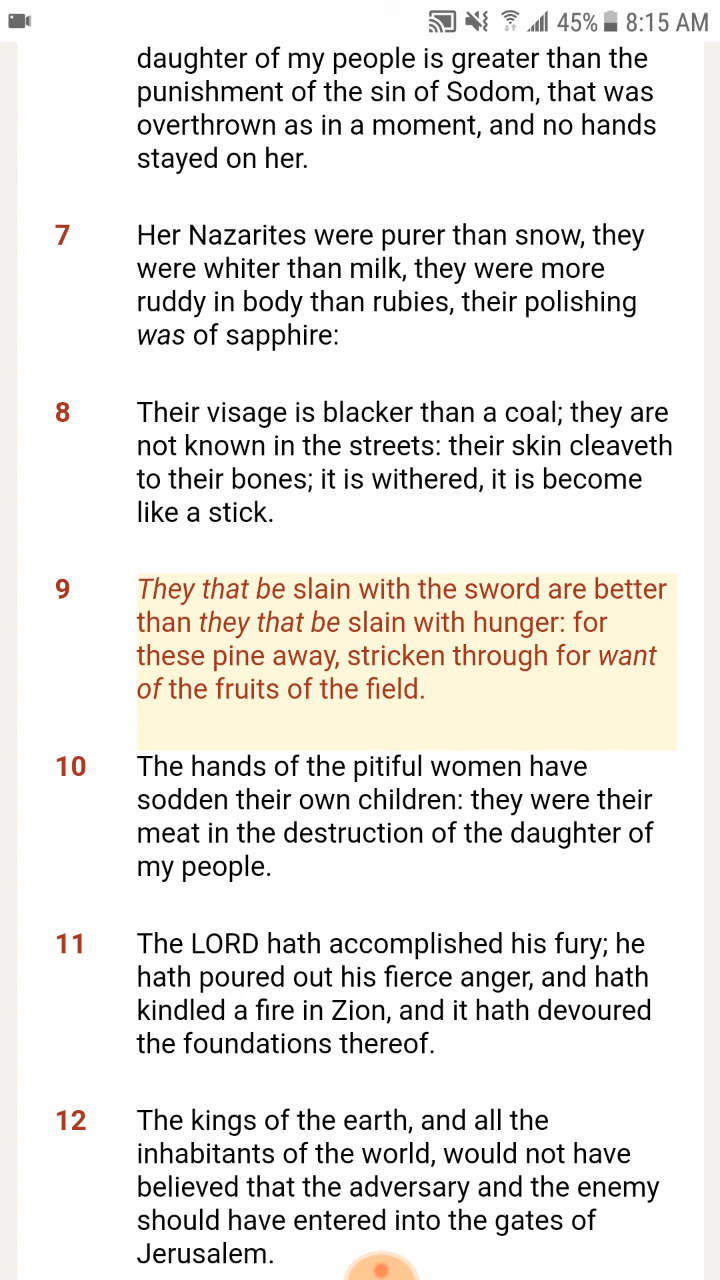 45% 8:15 AM
daughter of my people is greater than the
punishment of the sin of Sodom, that was
overthrown as in a moment, and no hands
stayed on her.
7 Her Nazarites were purer than snow, they
were whiter than milk, they were more
ruddy in body than rubies, their polishing
was of sapphire:
8 Their visage is blacker than a coal; they are
not known in the streets: their skin cleaveth
to their bones; it is withered, it is become
like a stick.
9 They that be slain with the sword are better
than they that be slain with hunger: for
these pine away, stricken through for want
of the fruits of the field.
10 The hands of the pitiful women have
sodden their own children: they were their
meat in the destruction of the daughter of
my people.
11 The LORD hath accomplished his fury; he
hath poured out his fierce anger, and hath
kindled a fire in Zion, and it hath devoured
the foundations thereof.
12 The kings of the earth, and all the
inhabitants of the world, would not have
believed that the adversary and the enemy
should have entered into the gates of
Jerusalem.